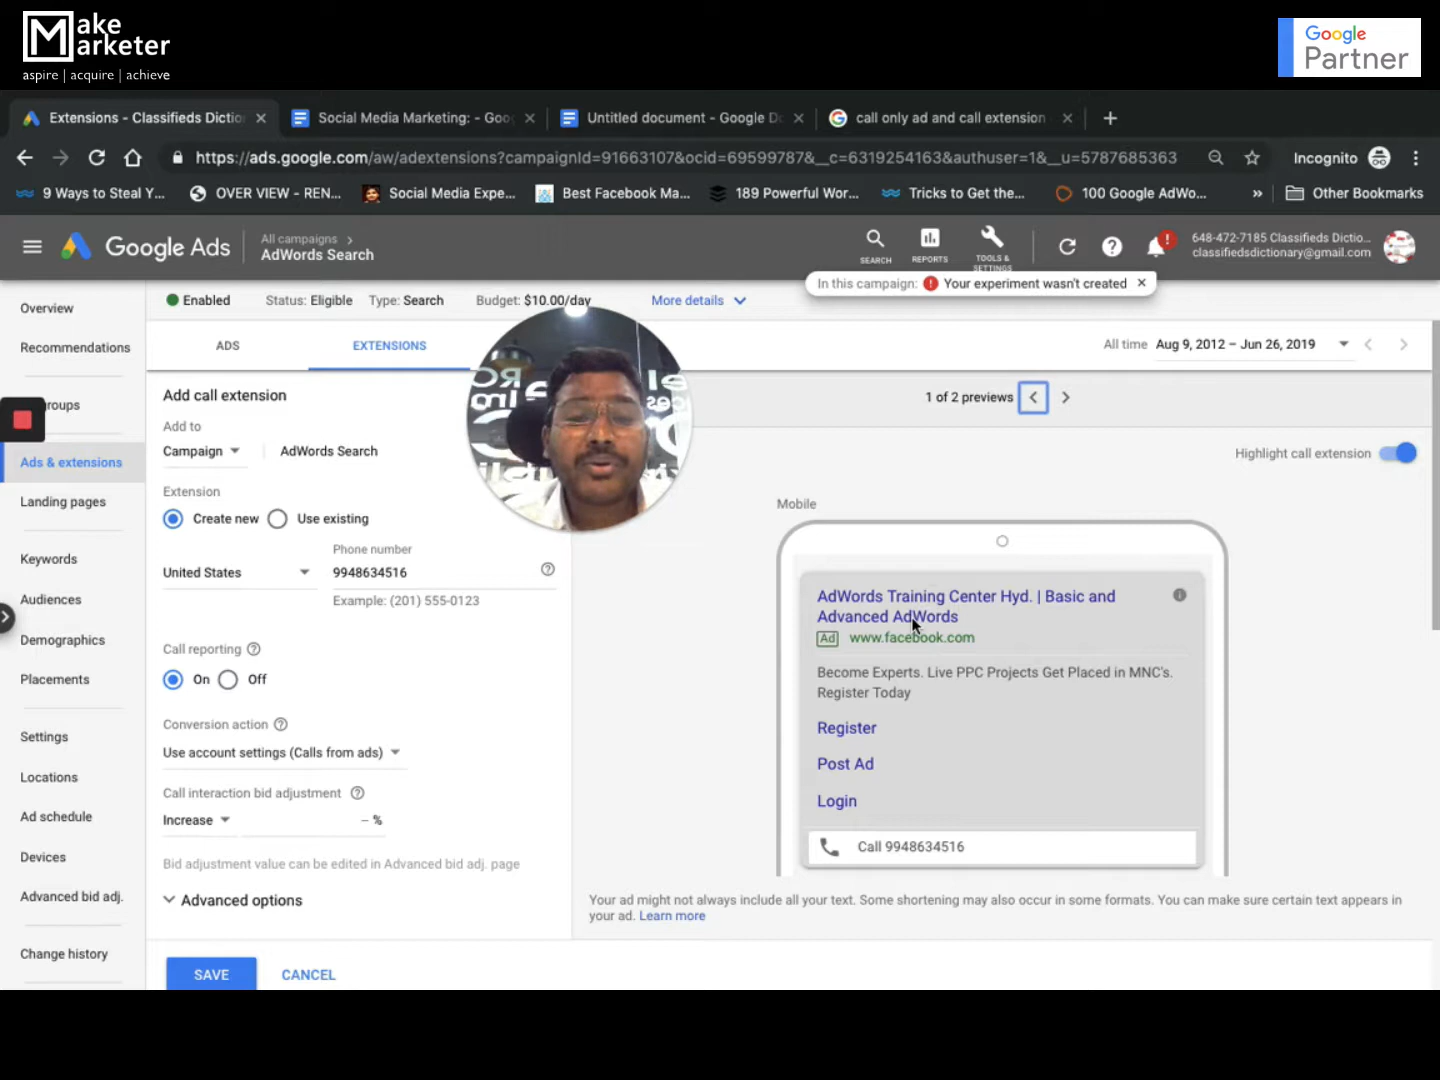 Make
Marketer
aspire | acquire | achieve
Google
Partner
Extensions - Classifieds Dictio
Social Media Marketing: - Goo
Untitled document - Google D
call only ad and call extension
https://ads.google.com/aw/adextensions?campaignId=91663107&ocid=69599787&__c=6319254163&authuser=1&__u=5787685363
Incognito
9 Ways to Steal Y...
OVER VIEW - REN...
Social Media Expe...
Best Facebook Ma...
189 Powerful Wor...
Tricks to Get the...
100 Google AdWo...
»
Other Bookmarks
Google Ads
All campaigns >
AdWords Search
SEARCH
REPORTS
TOOLS &
SETTINGS
648-472-7185 Classifieds Dictio...
classifiedsdictionary@gmail.com
In this campaign: Your experiment wasn't created
Enabled
Status: Eligible
Type: Search
Budget: $10.00/day
More details
Overview
Recommendations
groups
Ads & extensions
Landing pages
Keywords
Audiences
Demographics
Placements
Settings
Locations
Ad schedule
Devices
Advanced bid adj.
Change history
ADS
EXTENSIONS
All time Aug 9, 2012 – Jun 26, 2019
Add call extension
Add to
Campaign
AdWords Search
Extension
Create new
Use existing
United States
Phone number
9948634516
Example: (201) 555-0123
Call reporting
On
Off
Conversion action
Use account settings (Calls from ads)
Call interaction bid adjustment
Increase
– %
Bid adjustment value can be edited in Advanced bid adj. page
Advanced options
SAVE
CANCEL
1 of 2 previews
Highlight call extension
Mobile
AdWords Training Center Hyd. | Basic and
Advanced AdWords
Ad www.facebook.com
Become Experts. Live PPC Projects Get Placed in MNC's.
Register Today
Register
Post Ad
Login
Call 9948634516
Your ad might not always include all your text. Some shortening may also occur in some formats. You can make sure certain text appears in
your ad. Learn more